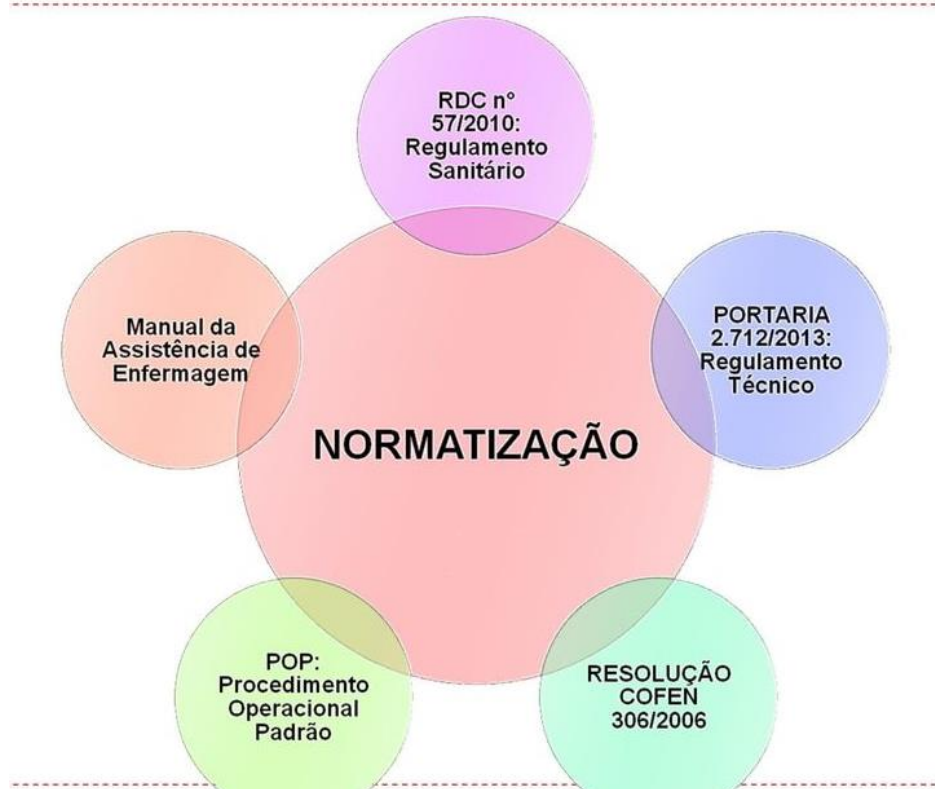 RDC n°
57/2010:
Regulamento
Sanitário
Manual da
Assistência de
Enfermagem
PORTARIA
2.712/2013:
Regulamento
Técnico
NORMATIZAÇÃO
POP:
Procedimento
Operacional
Padrão
RESOLUÇÃO
COFEN
306/2006